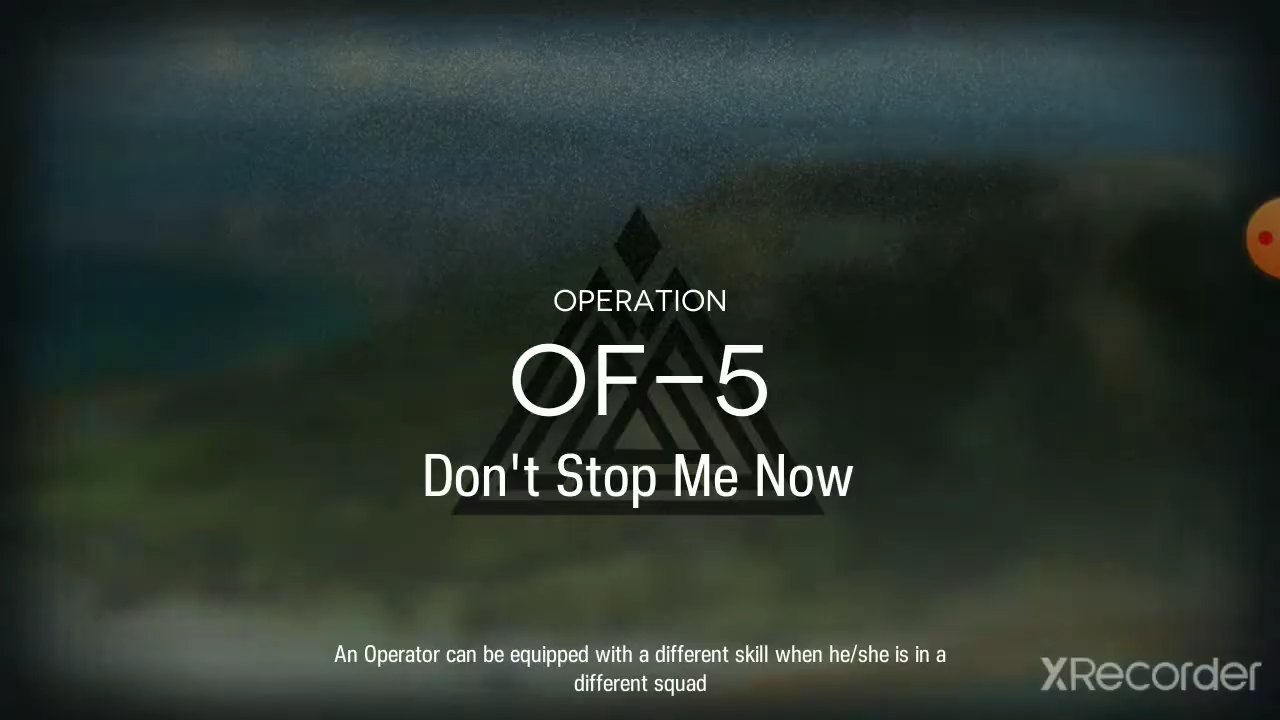 OPERATION
OF-5
Don't Stop Me Now
An Operator can be equipped with a different skill when he/she is in a
different squad
XRecorder